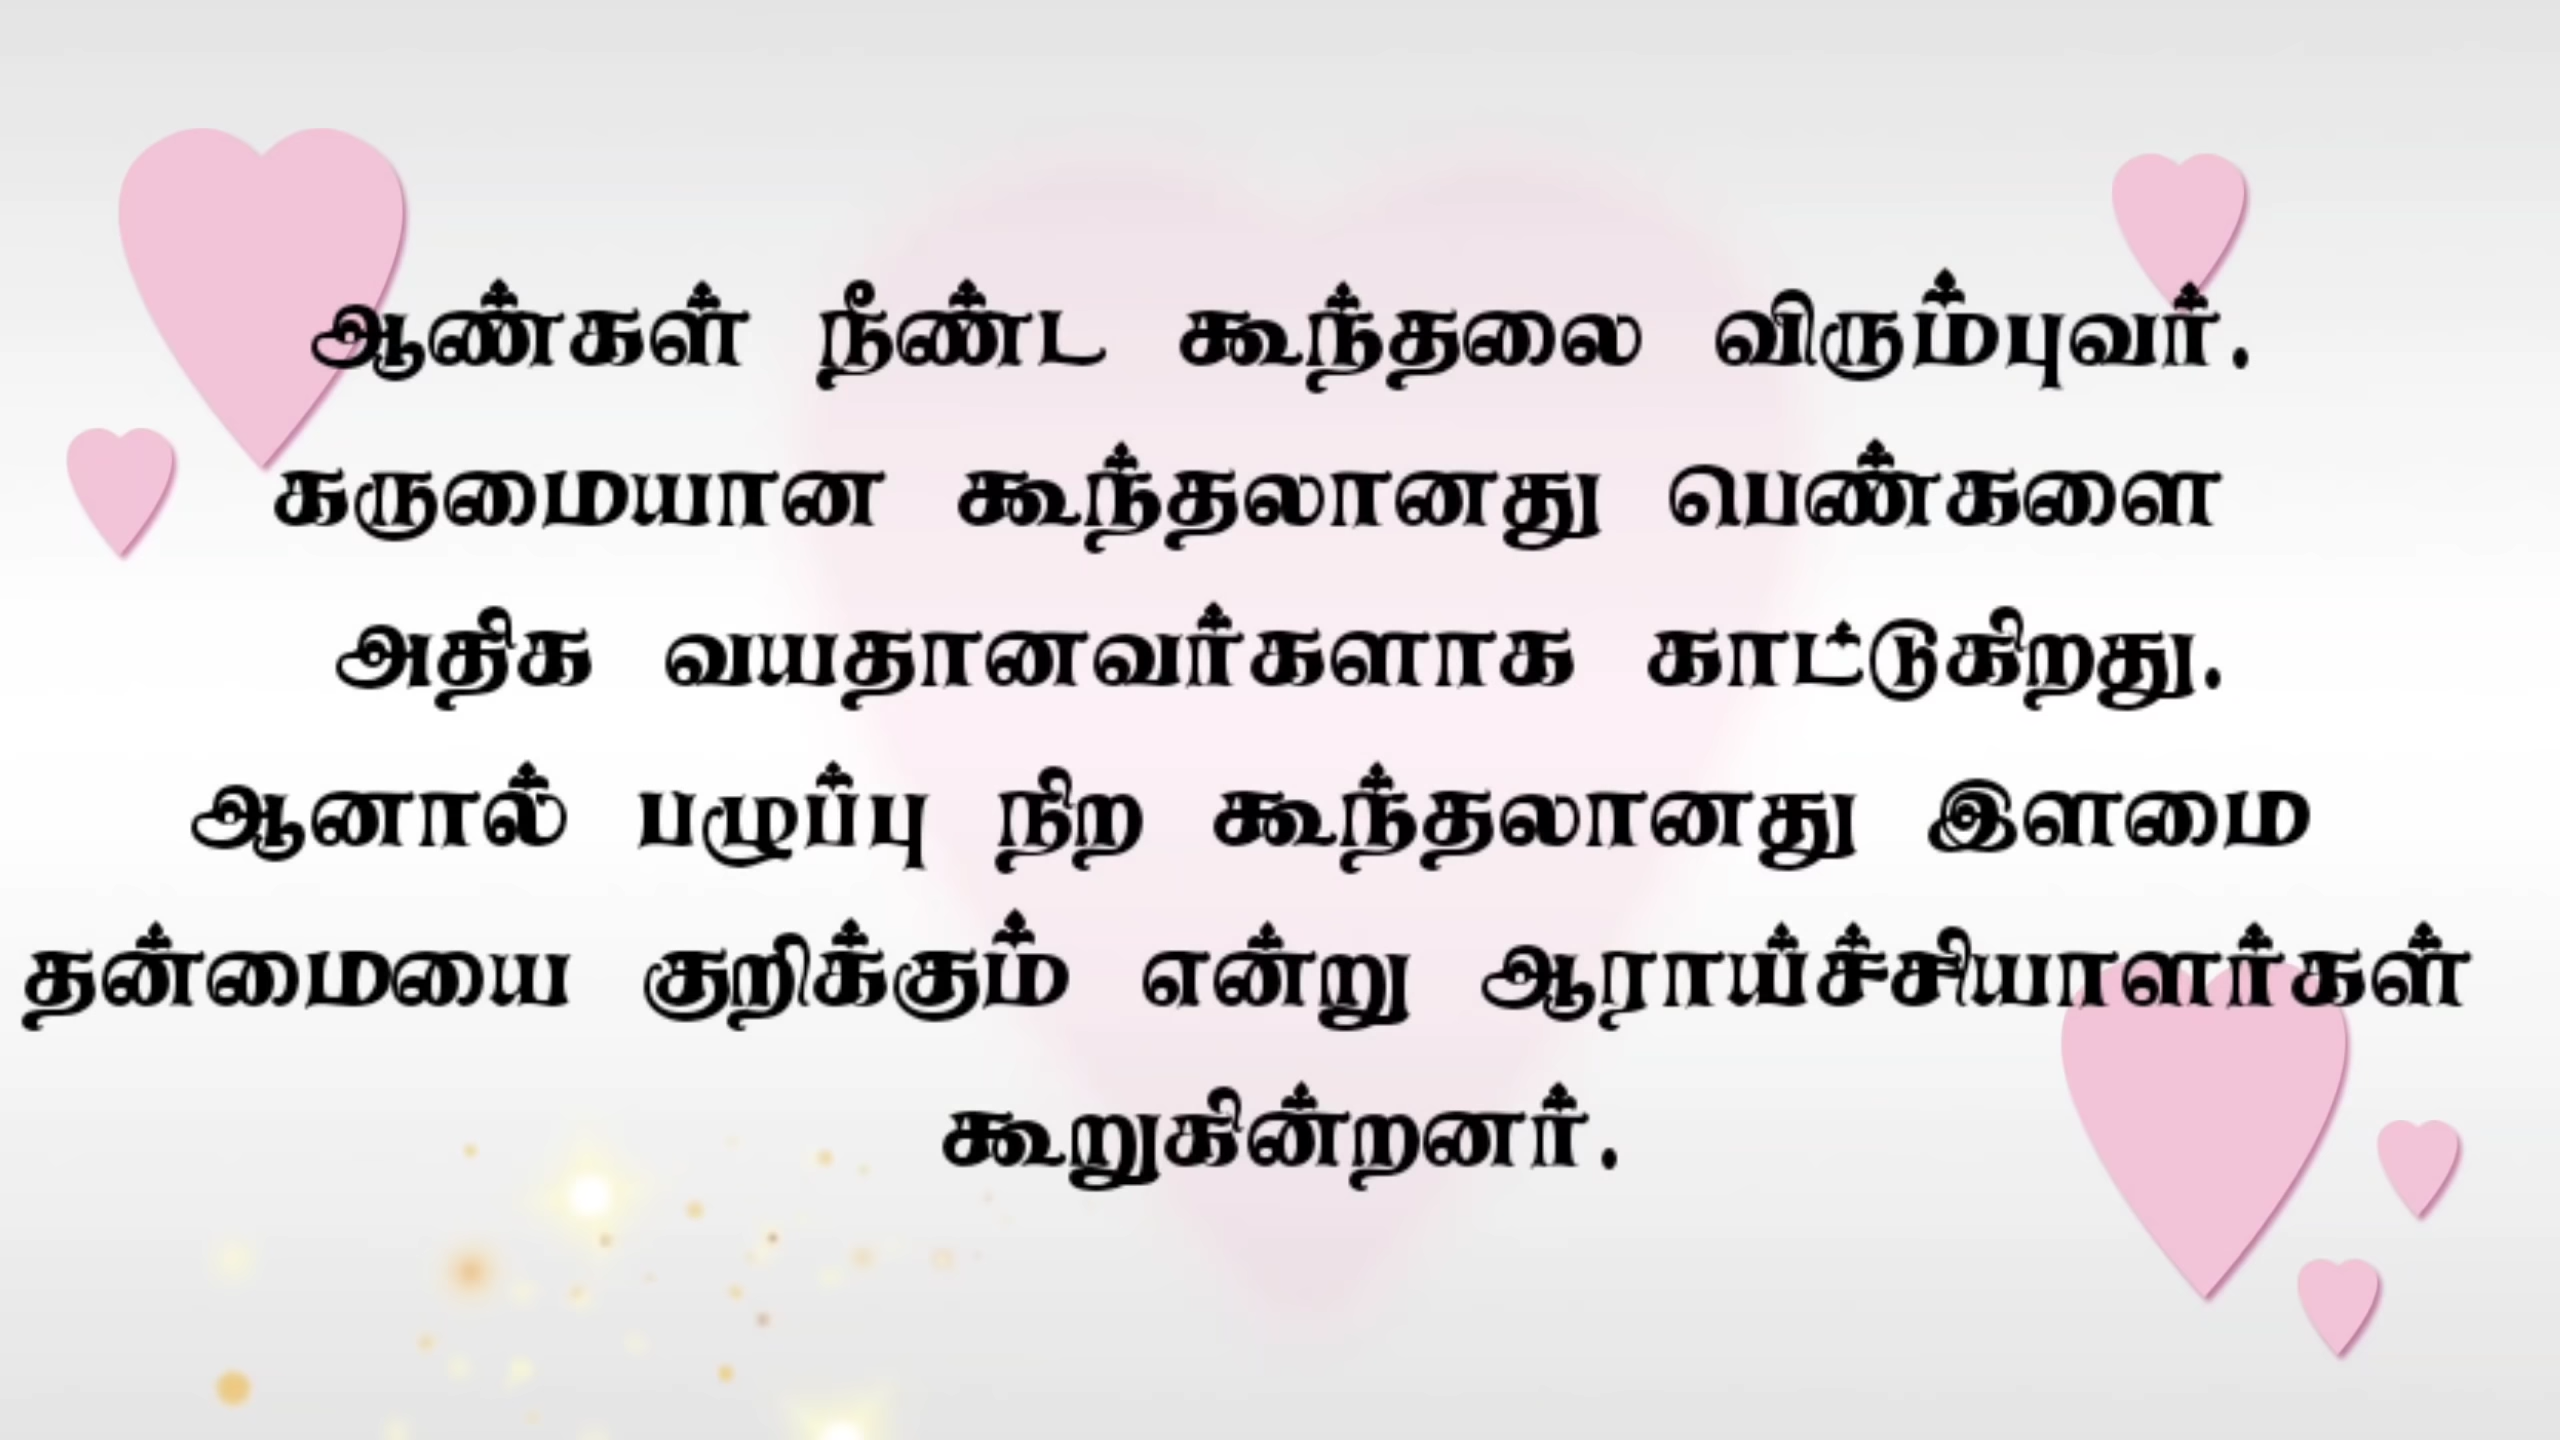 ஆண்கள் நீண்ட கூந்தலை விரும்புவர்.
கருமையான கூந்தலானது பெண்களை
அதிக வயதானவர்களாக காட்டுகிறது.
ஆனால் பழுப்பு நிற கூந்தலானது இளமை
தன்மையை குறிக்கும் என்று ஆராய்ச்சியாளர்கள்
கூறுகின்றனர்.